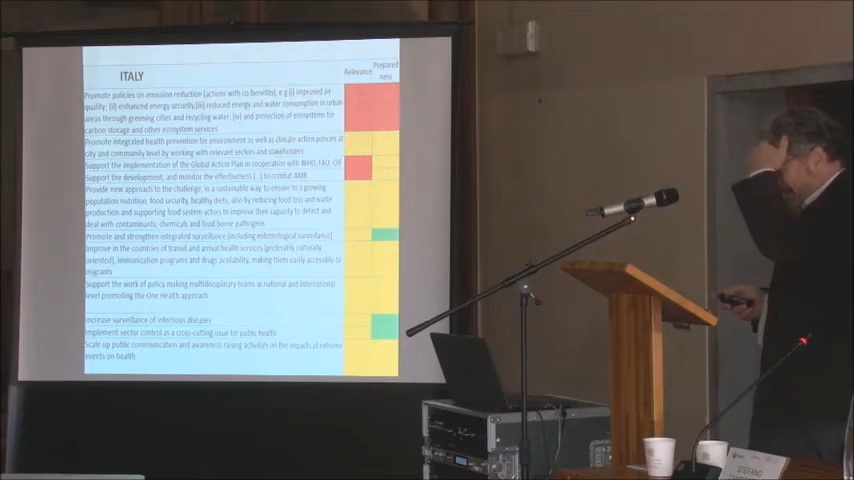 ITALY
Relevance Prepared
ness
Promote policies on emission reduction (actions with co-benefits), e.g (i) improved air
quality; (ii) enhanced energy security,(iii) reduced energy and water consumption in urban
areas through greening cities and recycling water; (iv) and protection of ecosystems for
carbon storage and other ecosystem services
Promote integrated health prevention for environment as well as climate action policies at
city and community level by working with relevant sectors and stakeholders
Support the implementation of the Global Action Plan in cooperation with WHO, FAO, OIE
Support the development, and monitor the effectiveness (...) to combat AMR
Provide new approach to the challenge, in a sustainable way, to ensure to a growing
population nutrition, food security, healthy diets, also by reducing food loss and waste
production and supporting food system actors to improve their capacity to detect and
deal with contaminants, chemicals and food borne pathogens
Promote and strengthen integrated surveillance (including entomological surveillance)
Improve in the countries of transit and arrival health services (preferably culturally
oriented), immunization programs and drugs availability, making them easily accessible to
migrants
Support the work of policy making multidisciplinary teams at national and international
level promoting the One Health approach
Increase surveillance of infectious diseases
Implement vector control as a cross-cutting issue for public health
Scale up public communication and awareness-raising activities on the impacts of extreme
events on health
STEFANO